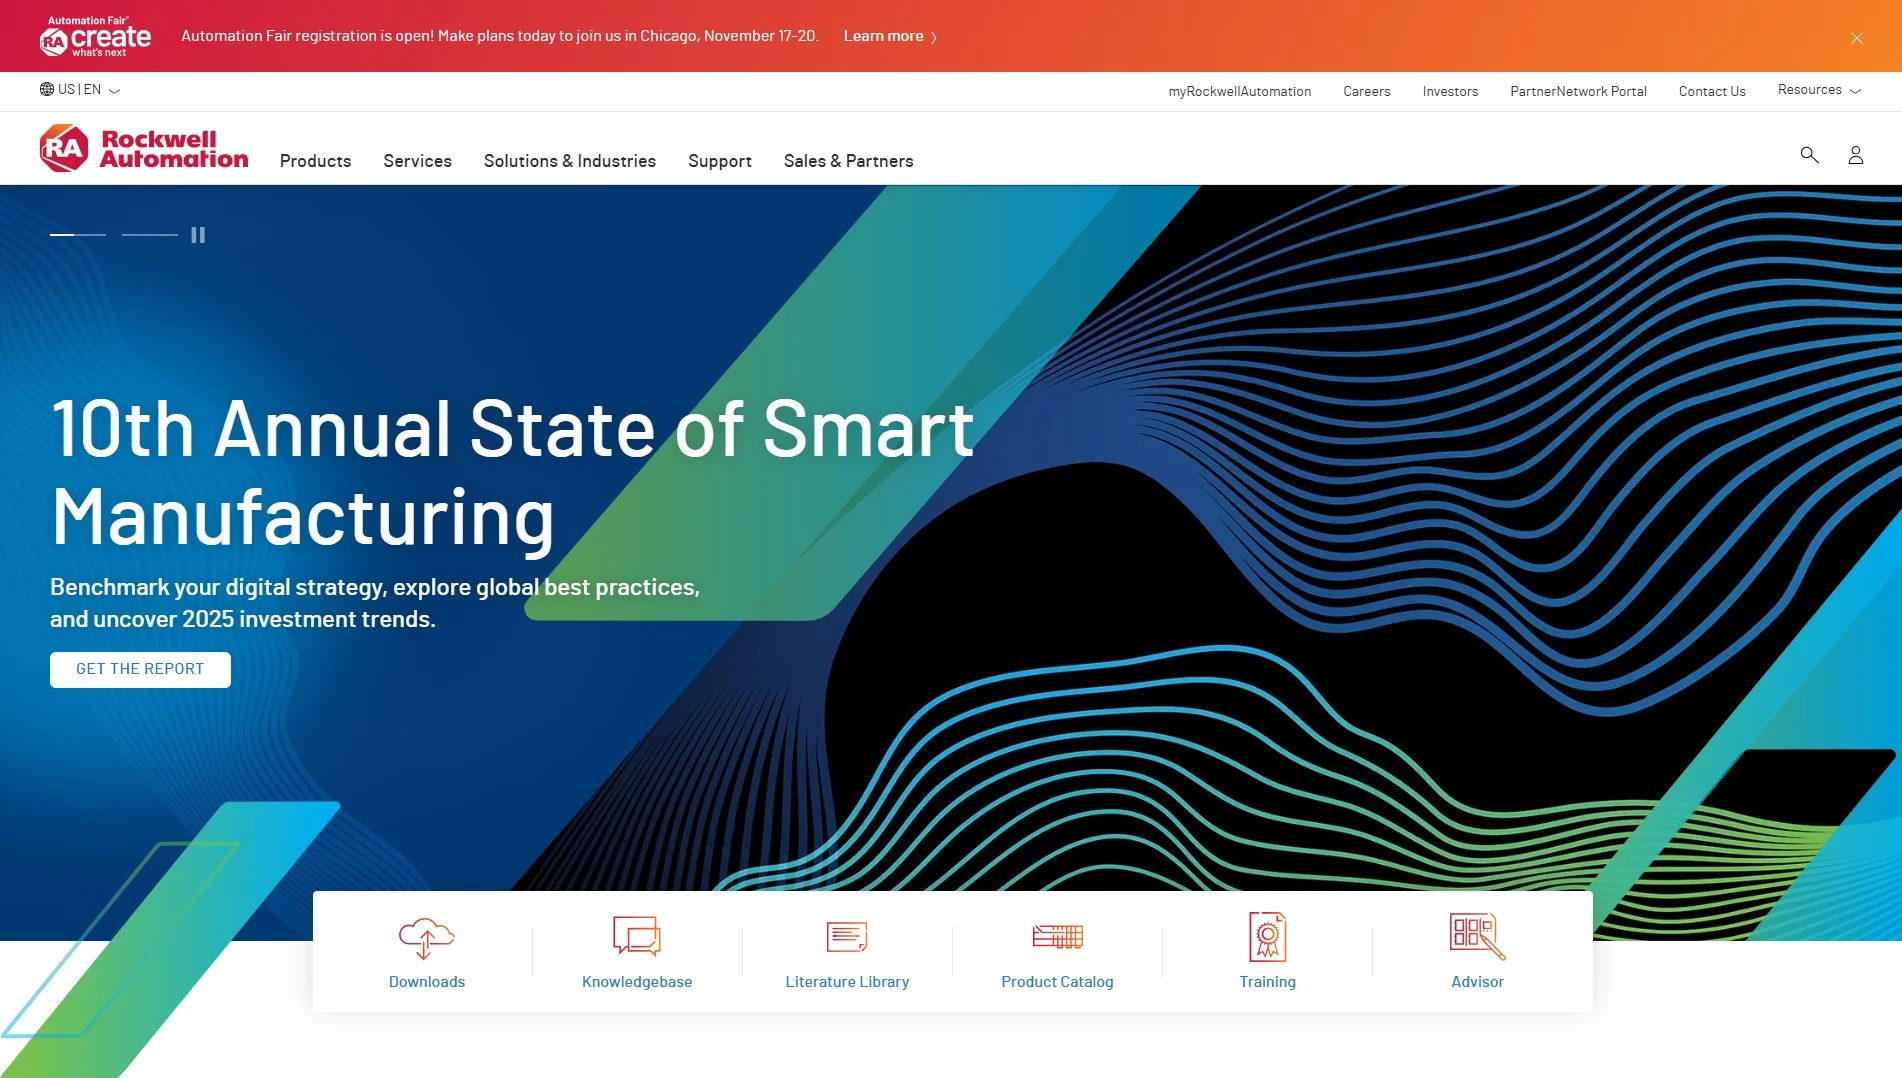 Automation Fair®
RA create
what's next
Automation Fair registration is open! Make plans today to join us in Chicago, November 17-20. Learn more
US | EN
myRockwellAutomation Careers Investors PartnerNetwork Portal Contact Us Resources
RA Rockwell
Automation
Products Services Solutions & Industries Support Sales & Partners
10th Annual State of Smart
Manufacturing
Benchmark your digital strategy, explore global best practices,
and uncover 2025 investment trends.
GET THE REPORT
Downloads Knowledgebase Literature Library Product Catalog Training Advisor